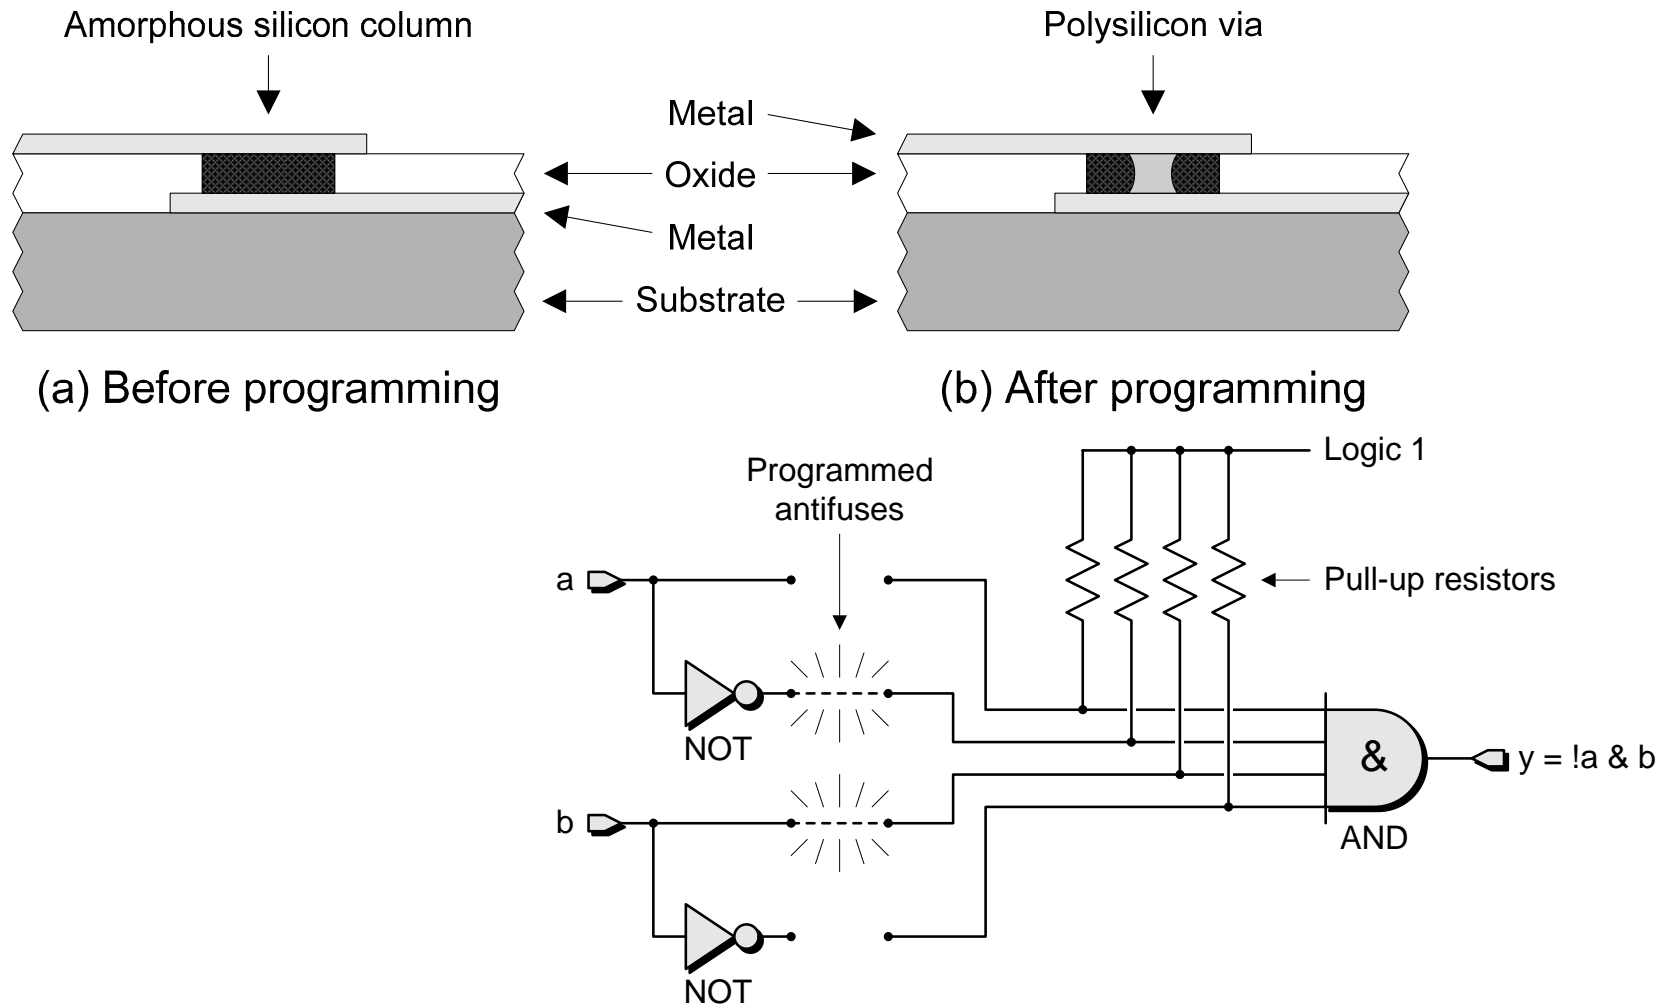 Amorphous silicon column
Polysilicon via
Metal
Oxide
Metal
Substrate
(a) Before programming
(b) After programming
Logic 1
Programmed
antifuses
a
Pull-up resistors
NOT
&
y = !a & b
b
AND
NOT